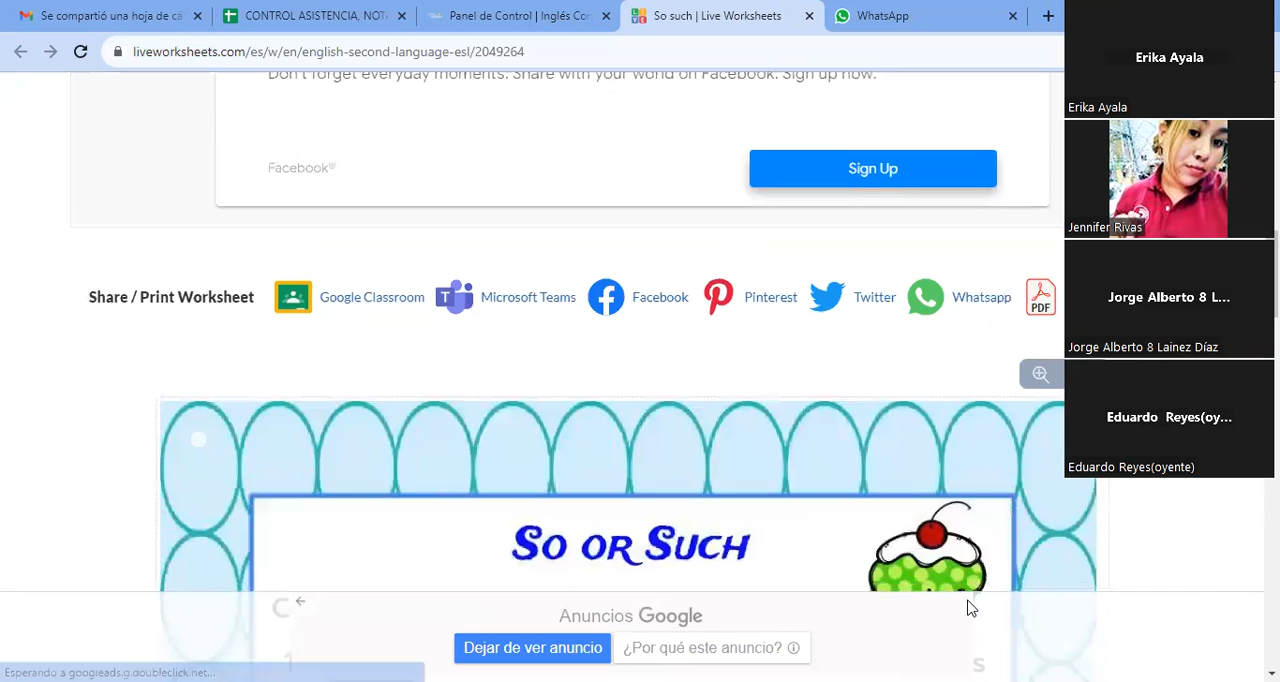 Se compartió una hoja de cá
CONTROL ASISTENCIA, NOT
Panel de Control | Inglés Con
So such | Live Worksheets
WhatsApp
liveworksheets.com/es/w/en/english-second-language-esl/2049264
Don't forget everyday moments. Share with your world on Facebook. Sign up now.
Facebook
Sign Up
Share / Print Worksheet
Google Classroom
Microsoft Teams
Facebook
Pinterest
Twitter
Whatsapp
PDF
So or Such
Anuncios Google
Dejar de ver anuncio
¿Por qué este anuncio?
Esperando a googleads.g.doubleclick.net...
Erika Ayala
Erika Ayala
Jennifer Rivas
Jorge Alberto 8 L...
Jorge Alberto 8 Lainez Díaz
Eduardo Reyes(oy...
Eduardo Reyes(oyente)